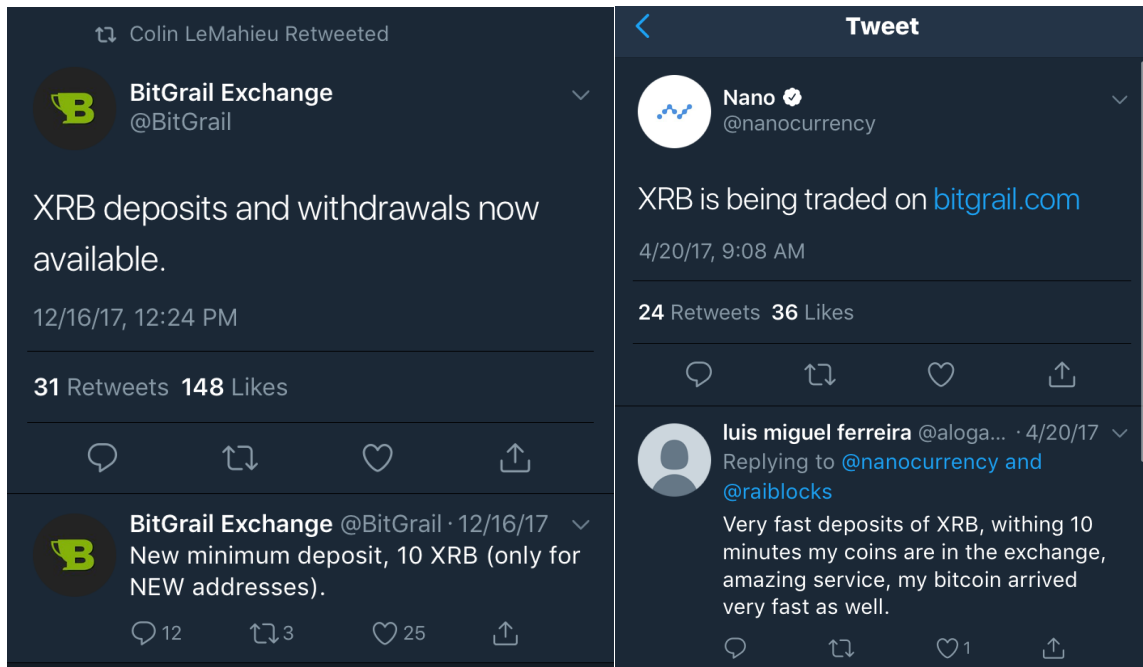 Colin LeMahieu Retweeted
BitGrail Exchange
@BitGrail
XRB deposits and withdrawals now
available.
12/16/17, 12:24 PM
31 Retweets 148 Likes
BitGrail Exchange @BitGrail · 12/16/17
New minimum deposit, 10 XRB (only for
NEW addresses).
12 3 25
Tweet
Nano
@nanocurrency
XRB is being traded on bitgrail.com
4/20/17, 9:08 AM
24 Retweets 36 Likes
luis miguel ferreira @aloga... · 4/20/17
Replying to @nanocurrency and
@raiblocks
Very fast deposits of XRB, withing 10
minutes my coins are in the exchange,
amazing service, my bitcoin arrived
very fast as well.
1